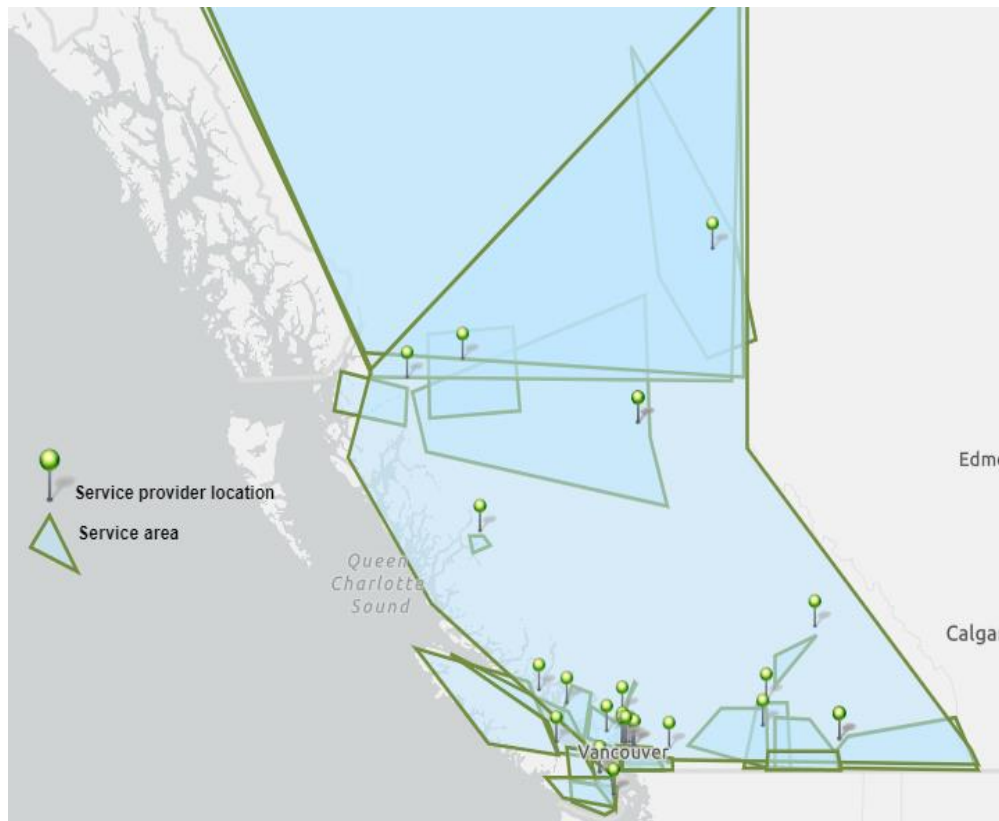 Edmo
Service provider location
Service area
Queen
Charlotte
Sound
Calga
Vancouver